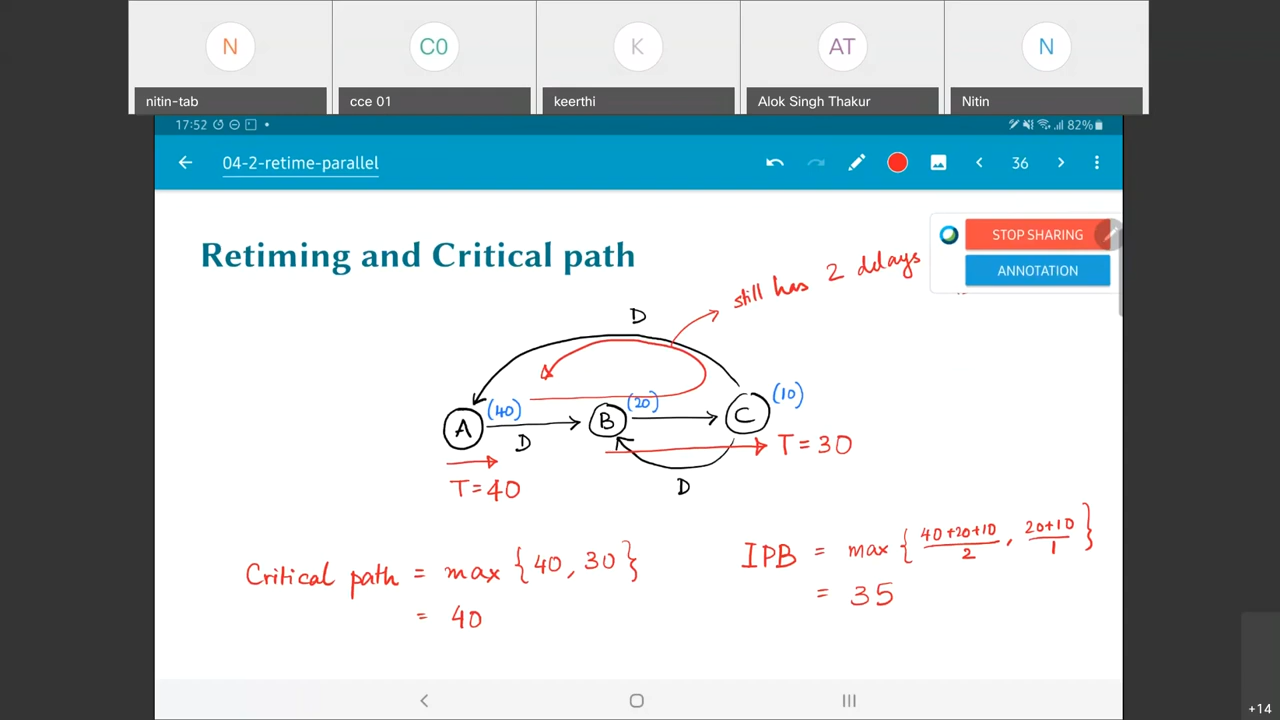 N
C0
K
AT
N
nitin-tab
cce 01
keerthi
Alok Singh Thakur
Nitin
17:52
82%
04-2-retime-parallel
36
STOP SHARING
ANNOTATION
Retiming and Critical path
still has 2 delays
D
A (40)
D
B (20)
C (10)
T=40
T=30
D
Critical path = max {40, 30}
= 40
IPB = max { 40+20+10/2 , 20+10/1 }
= 35
+14